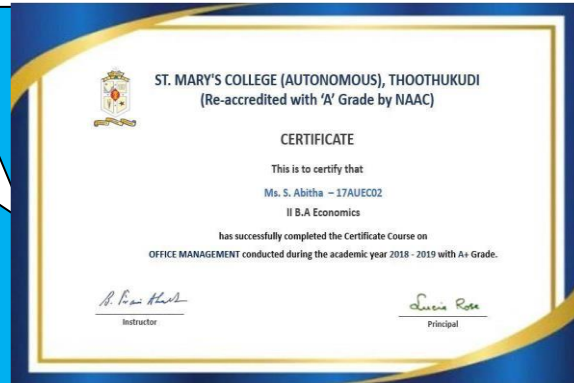 ST. MARY'S COLLEGE (AUTONOMOUS), THOOTHUKUDI
(Re-accredited with 'A' Grade by NAAC)
CERTIFICATE
This is to certify that
Ms. S. Abitha – 17AUEC02
II B.A Economics
has successfully completed the Certificate Course on
OFFICE MANAGEMENT conducted during the academic year 2018 - 2019 with A+ Grade.
Lucia Rose
Instructor
Principal